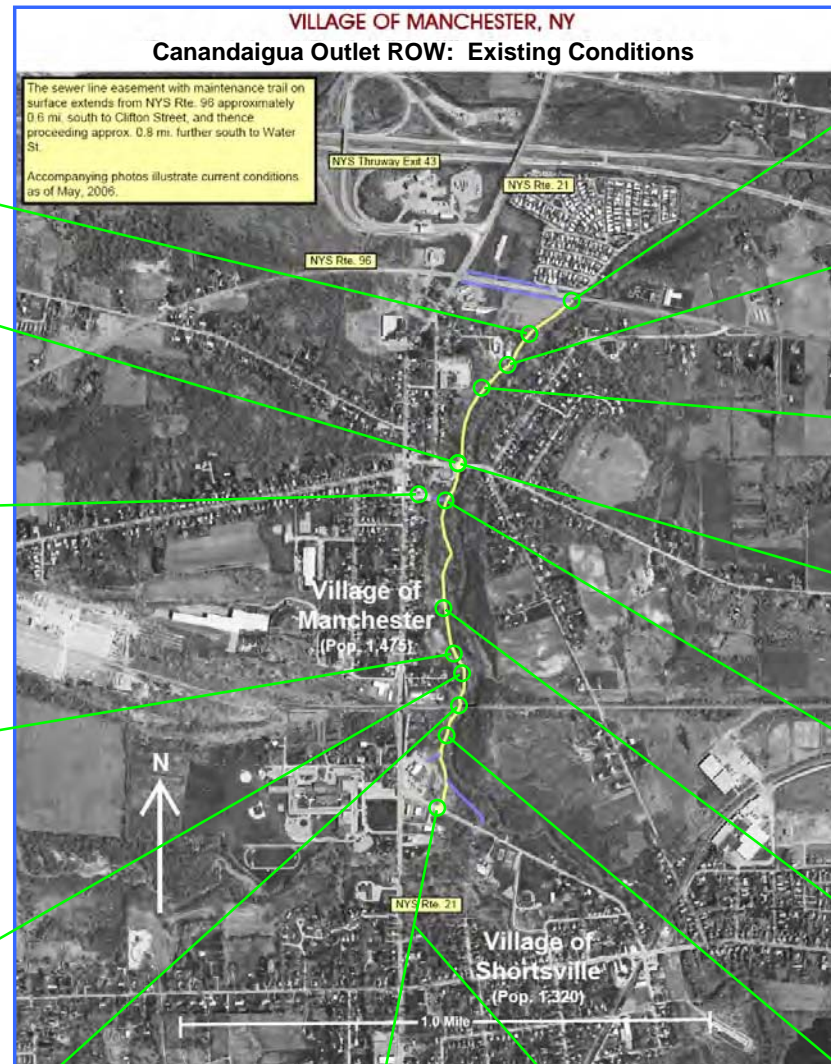 VILLAGE OF MANCHESTER, NY
Canandaigua Outlet ROW: Existing Conditions
The sewer line easement with maintenance trail on
surface extends from NYS Rte. 96 approximately
0.6 mi. south to Clifton Street, and thence
proceeding approx. 0.8 mi. further south to Water
St.
Accompanying photos illustrate current conditions
as of May, 2006.
NYS Thruway Exit 43
NYS Rte. 21
NYS Rte. 96
Village of
Manchester
(Pop. 1,475)
N
NYS Rte. 21
Village of
Shortsville
(Pop. 1,320)
1.0 Mile